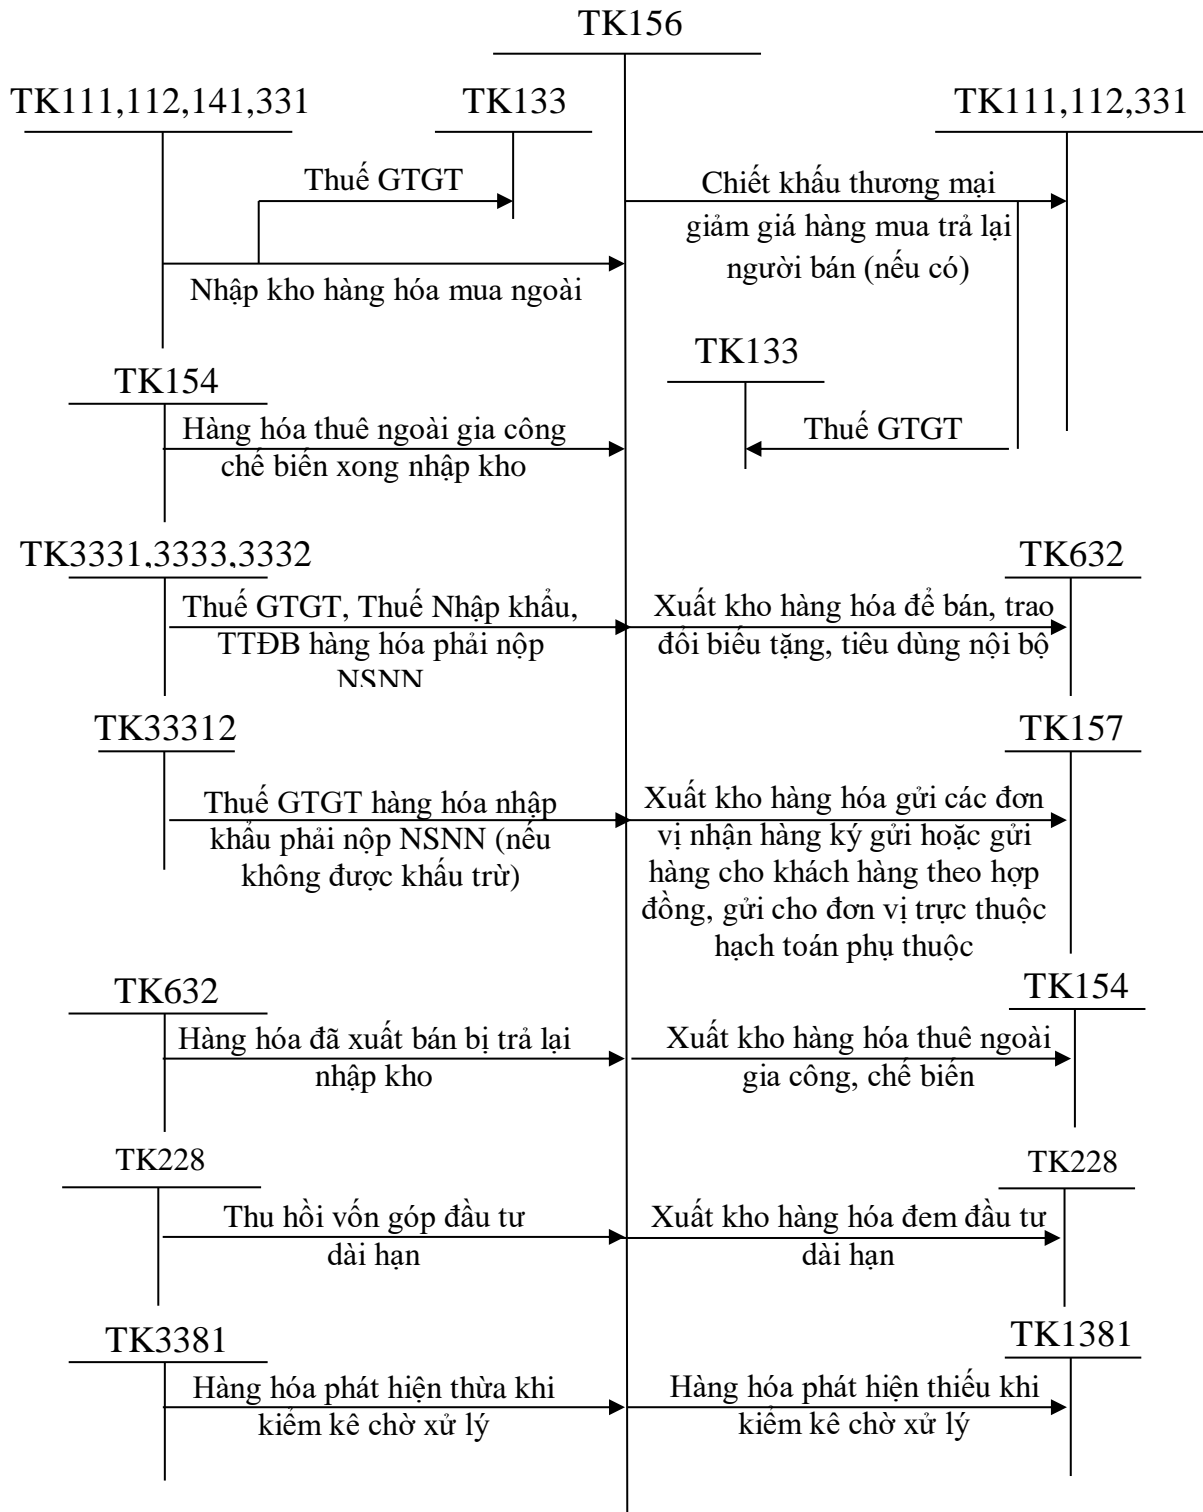 TK156
TK111,112,141,331
TK133
TK111,112,331
Thuế GTGT
Chiết khấu thương mại
giảm giá hàng mua trả lại
người bán (nếu có)
Nhập kho hàng hóa mua ngoài
TK133
TK154
Hàng hóa thuê ngoài gia công
chế biến xong nhập kho
Thuế GTGT
TK3331,3333,3332
TK632
Thuế GTGT, Thuế Nhập khẩu,
TTĐB hàng hóa phải nộp
NSNN
Xuất kho hàng hóa để bán, trao
đổi biếu tặng, tiêu dùng nội bộ
TK33312
TK157
Thuế GTGT hàng hóa nhập
khẩu phải nộp NSNN (nếu
không được khấu trừ)
Xuất kho hàng hóa gửi các đơn
vị nhận hàng ký gửi hoặc gửi
hàng cho khách hàng theo hợp
đồng, gửi cho đơn vị trực thuộc
hạch toán phụ thuộc
TK632
TK154
Hàng hóa đã xuất bán bị trả lại
nhập kho
Xuất kho hàng hóa thuê ngoài
gia công, chế biến
TK228
TK228
Thu hồi vốn góp đầu tư
dài hạn
Xuất kho hàng hóa đem đầu tư
dài hạn
TK3381
TK1381
Hàng hóa phát hiện thừa khi
kiểm kê chờ xử lý
Hàng hóa phát hiện thiếu khi
kiểm kê chờ xử lý